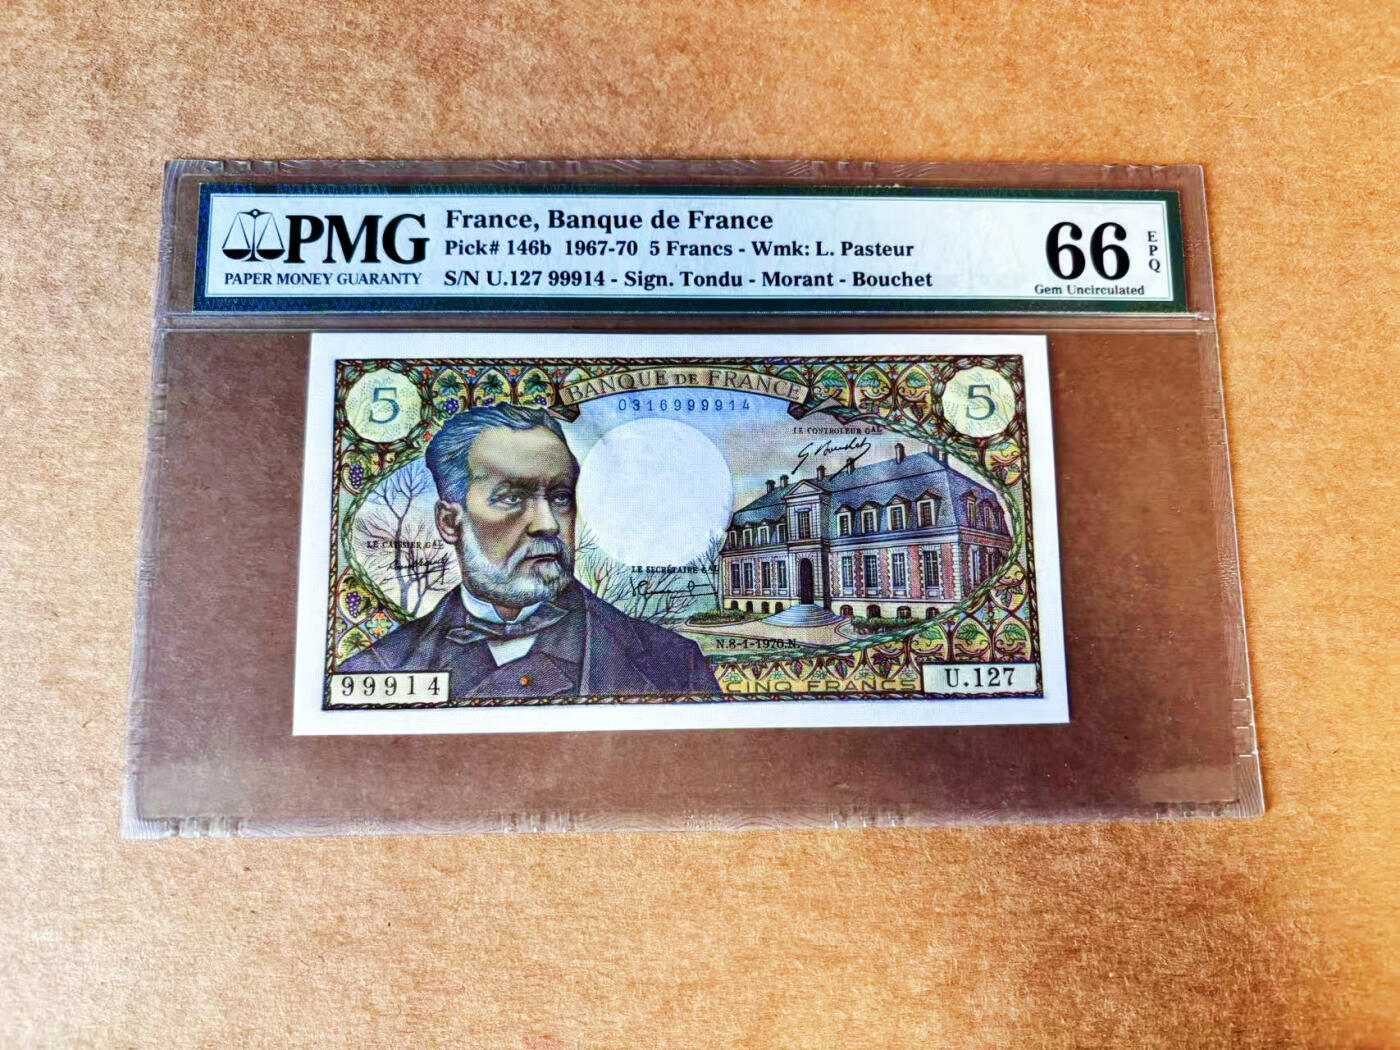 PMG
PAPER MONEY GUARANTY
France, Banque de France
Pick# 146b 1967-70 5 Francs - Wmk: L. Pasteur
S/N U.127 99914 - Sign. Tondu - Morant - Bouchet
66
EPQ
Gem Uncirculated
5
BANQUE DE FRANCE
5
0316999914
LE CONTROLEUR GAL
LE CAISSIER GAL
LE SECRÉTAIRE GAL
N.8-1-1970.N.
CINQ FRANCS
99914
U.127